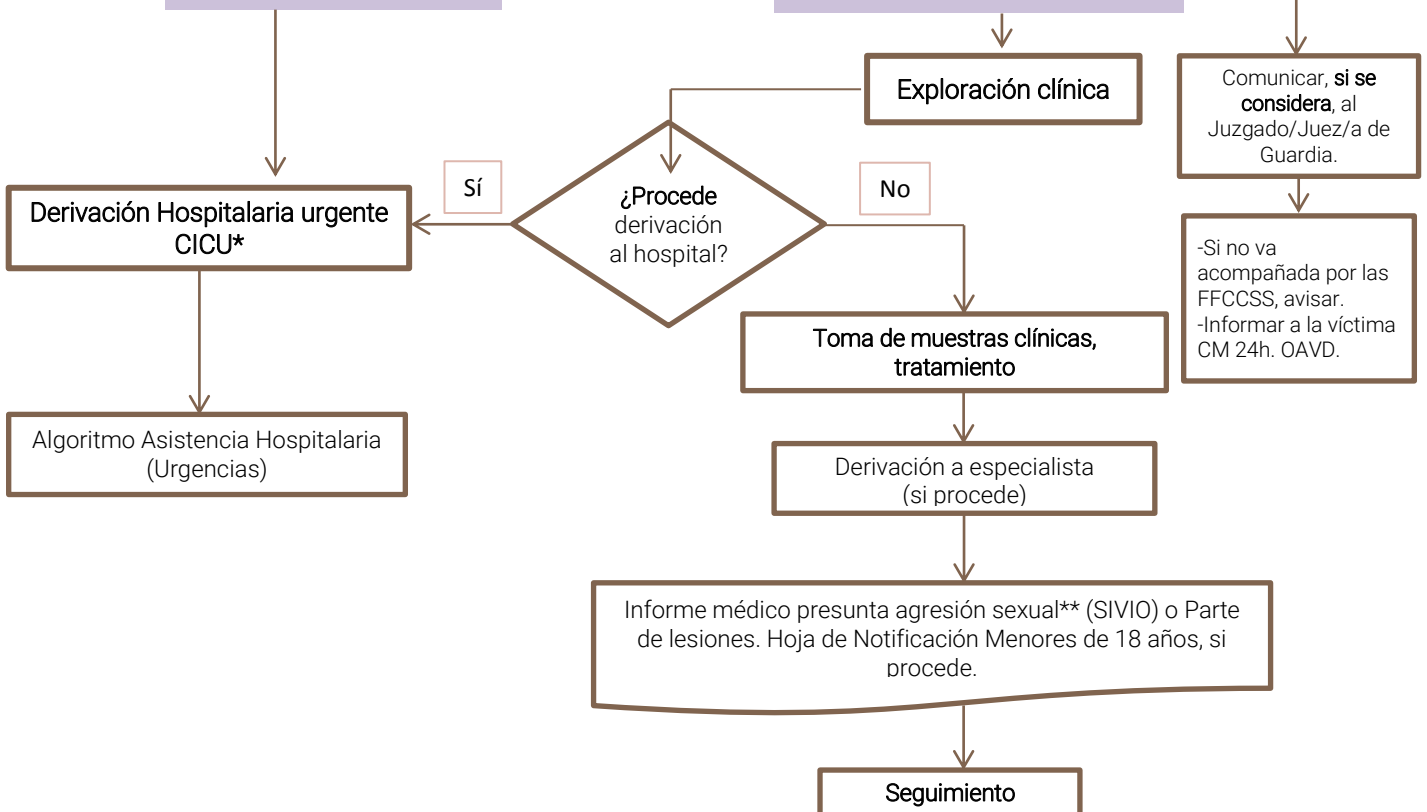 Exploración clínica
Comunicar, si se
considera, al
Juzgado/Juez/a de
Guardia.
Sí
¿Procede
derivación
al hospital?
No
Derivación Hospitalaria urgente
CICU*
-Si no va
acompañada por las
FFCCSS, avisar.
-Informar a la víctima
CM 24h. OAVD.
Toma de muestras clínicas,
tratamiento
Algoritmo Asistencia Hospitalaria
(Urgencias)
Derivación a especialista
(si procede)
Informe médico presunta agresión sexual** (SIVIO) o Parte
de lesiones. Hoja de Notificación Menores de 18 años, si
procede.
Seguimiento